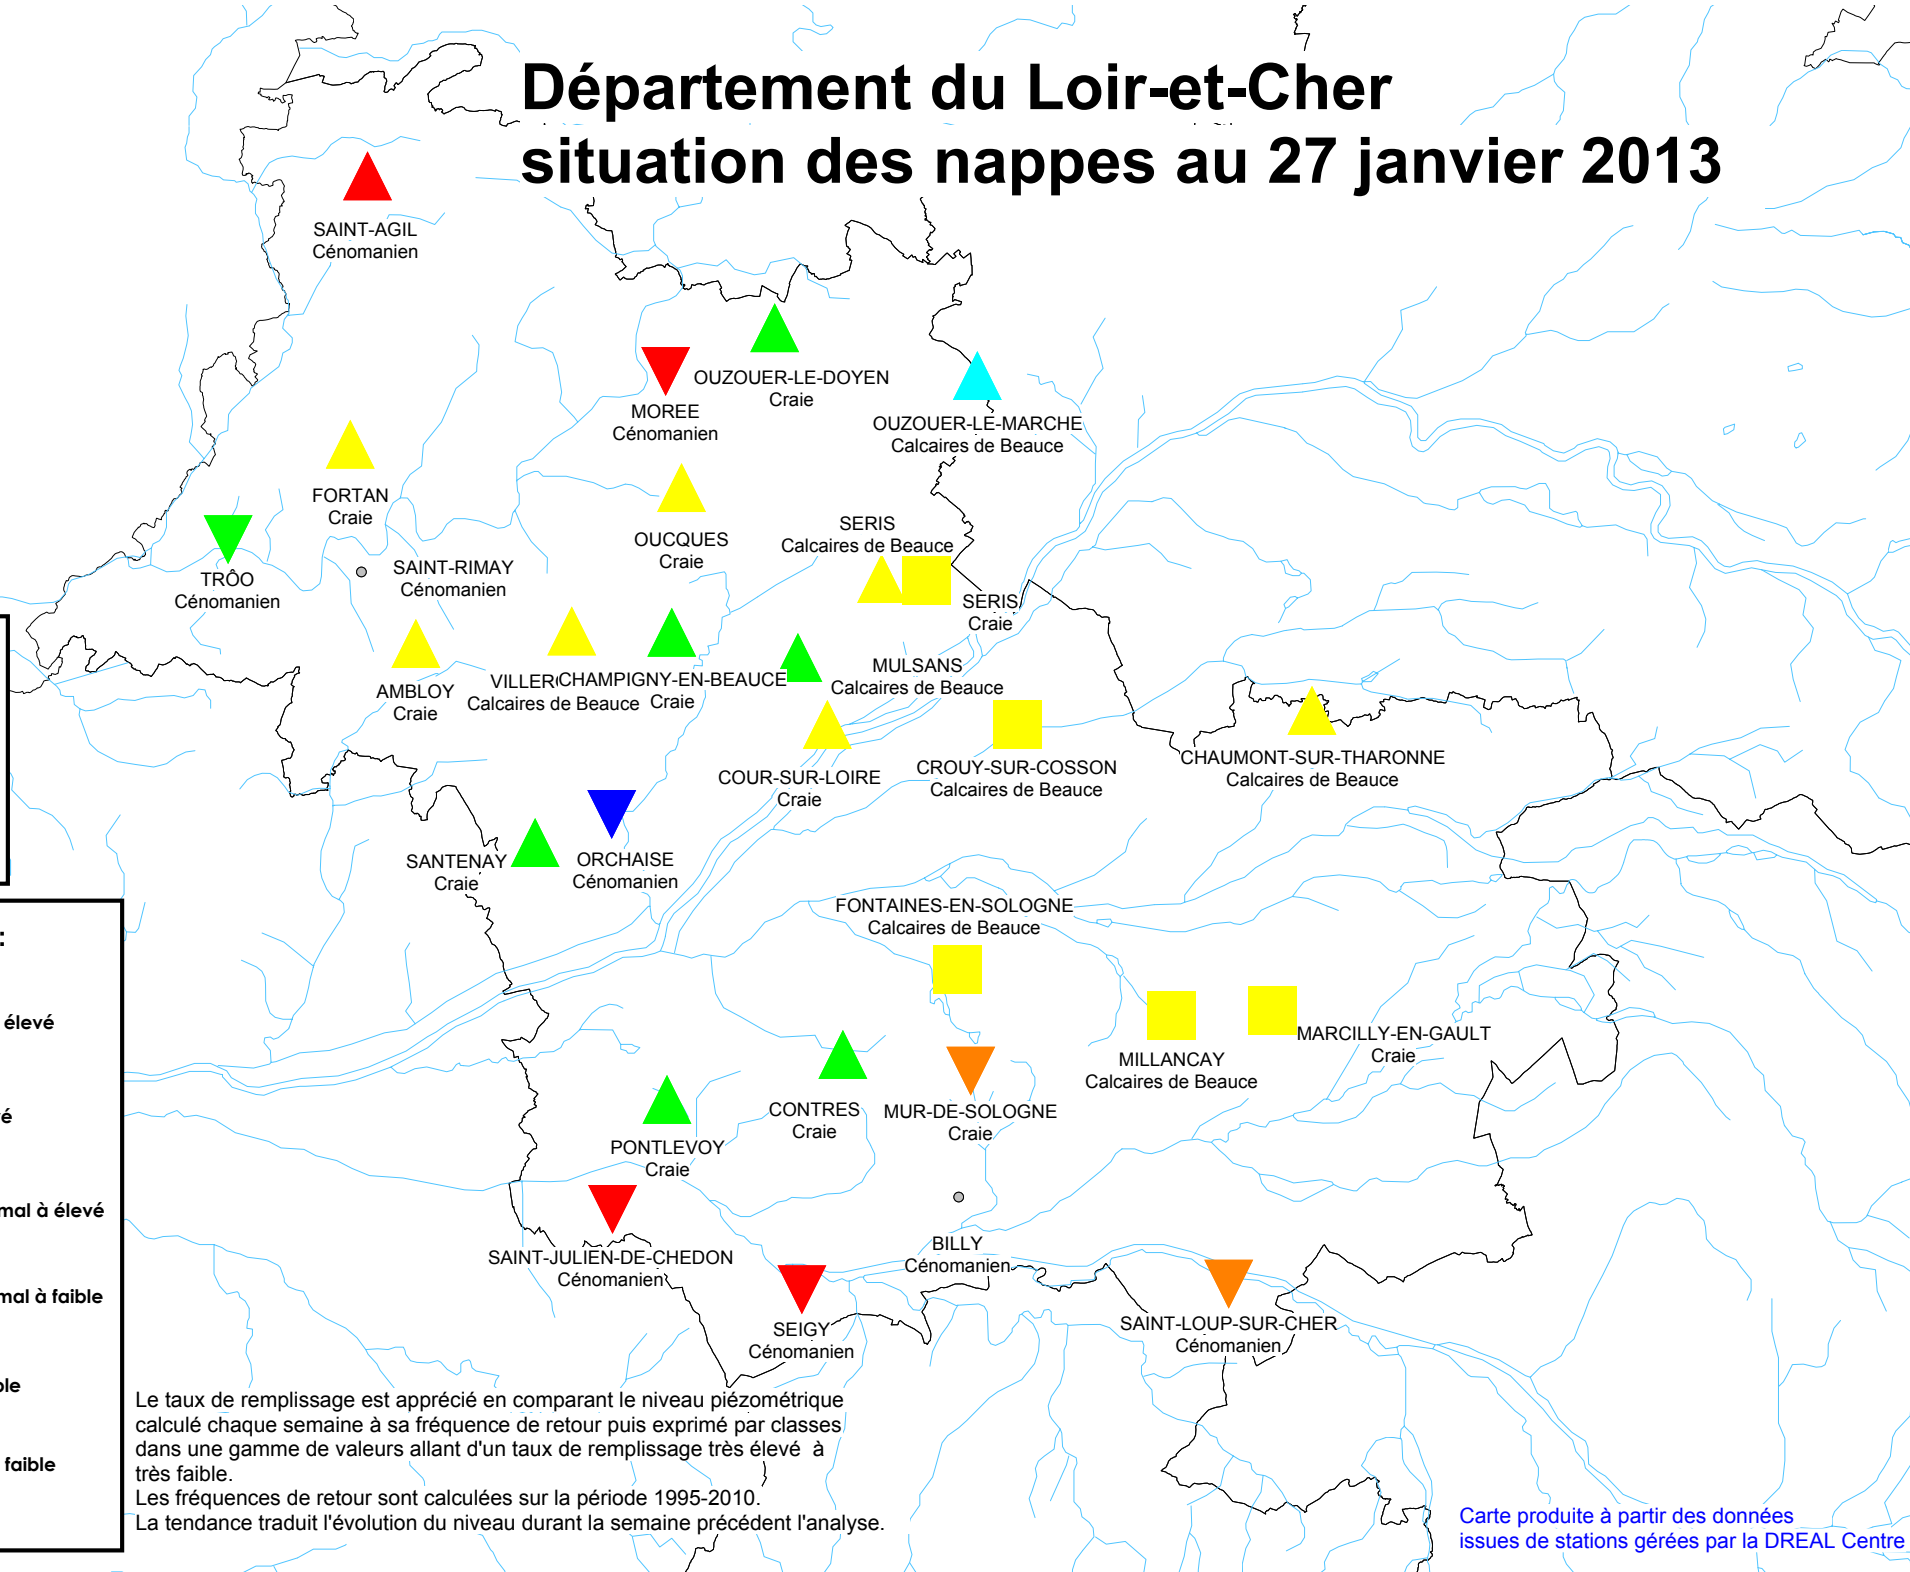 Département du Loir-et-Cher
situation des nappes au 27 janvier 2013
SAINT-AGIL
Cénomanien
OUZOUER-LE-DOYEN
Craie
MOREE
Cénomanien
OUZOUER-LE-MARCHE
Calcaires de Beauce
FORTAN
Craie
OUCQUES
Craie
SERIS
Calcaires de Beauce
TRÔO
Cénomanien
SAINT-RIMAY
Cénomanien
SERIS
Craie
AMBLOY
Craie
Calcaires de Beauce
CHAMPIGNY-EN-BEAUCE
Craie
MULSANS
Calcaires de Beauce
COUR-SUR-LOIRE
Craie
CROUY-SUR-COSSON
Calcaires de Beauce
CHAUMONT-SUR-THARONNE
Calcaires de Beauce
SANTENAY
Craie
ORCHAISE
Cénomanien
FONTAINES-EN-SOLOGNE
Calcaires de Beauce
MILLANCAY
Calcaires de Beauce
MARCILLY-EN-GAULT
Craie
CONTRES
Craie
MUR-DE-SOLOGNE
Craie
PONTLEVOY
Craie
SAINT-JULIEN-DE-CHEDON
Cénomanien
BILLY
Cénomanien
SEIGY
Cénomanien
SAINT-LOUP-SUR-CHER
Cénomanien
:
élevé
mal à élevé
mal à faible
faible
Le taux de remplissage est apprécié en comparant le niveau piézométrique
calculé chaque semaine à sa fréquence de retour puis exprimé par classes
dans une gamme de valeurs allant d'un taux de remplissage très élevé à
très faible.
Les fréquences de retour sont calculées sur la période 1995-2010.
La tendance traduit l'évolution du niveau durant la semaine précédent l'analyse.
Carte produite à partir des données
issues de stations gérées par la DREAL Centre